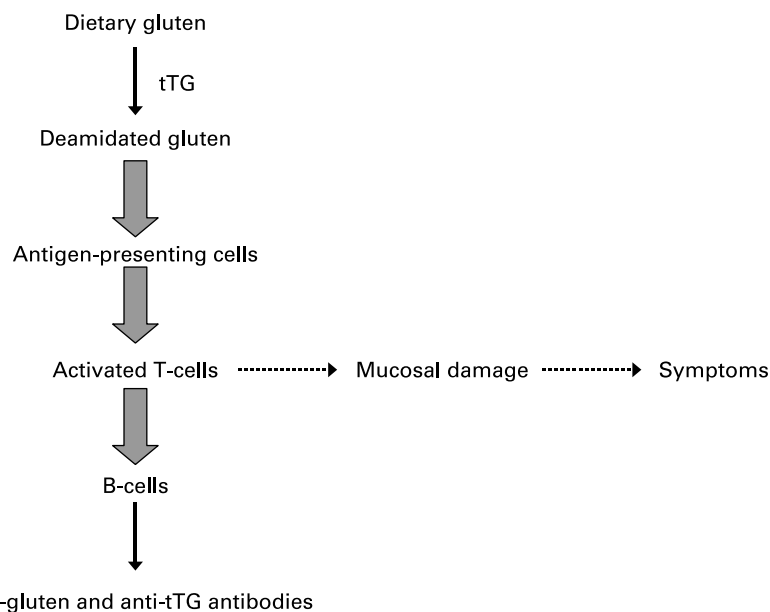 Dietary gluten
tTG
Deamidated gluten
Antigen-presenting cells
Activated T-cells
Mucosal damage
Symptoms
B-cells
-gluten and anti-tTG antibodies